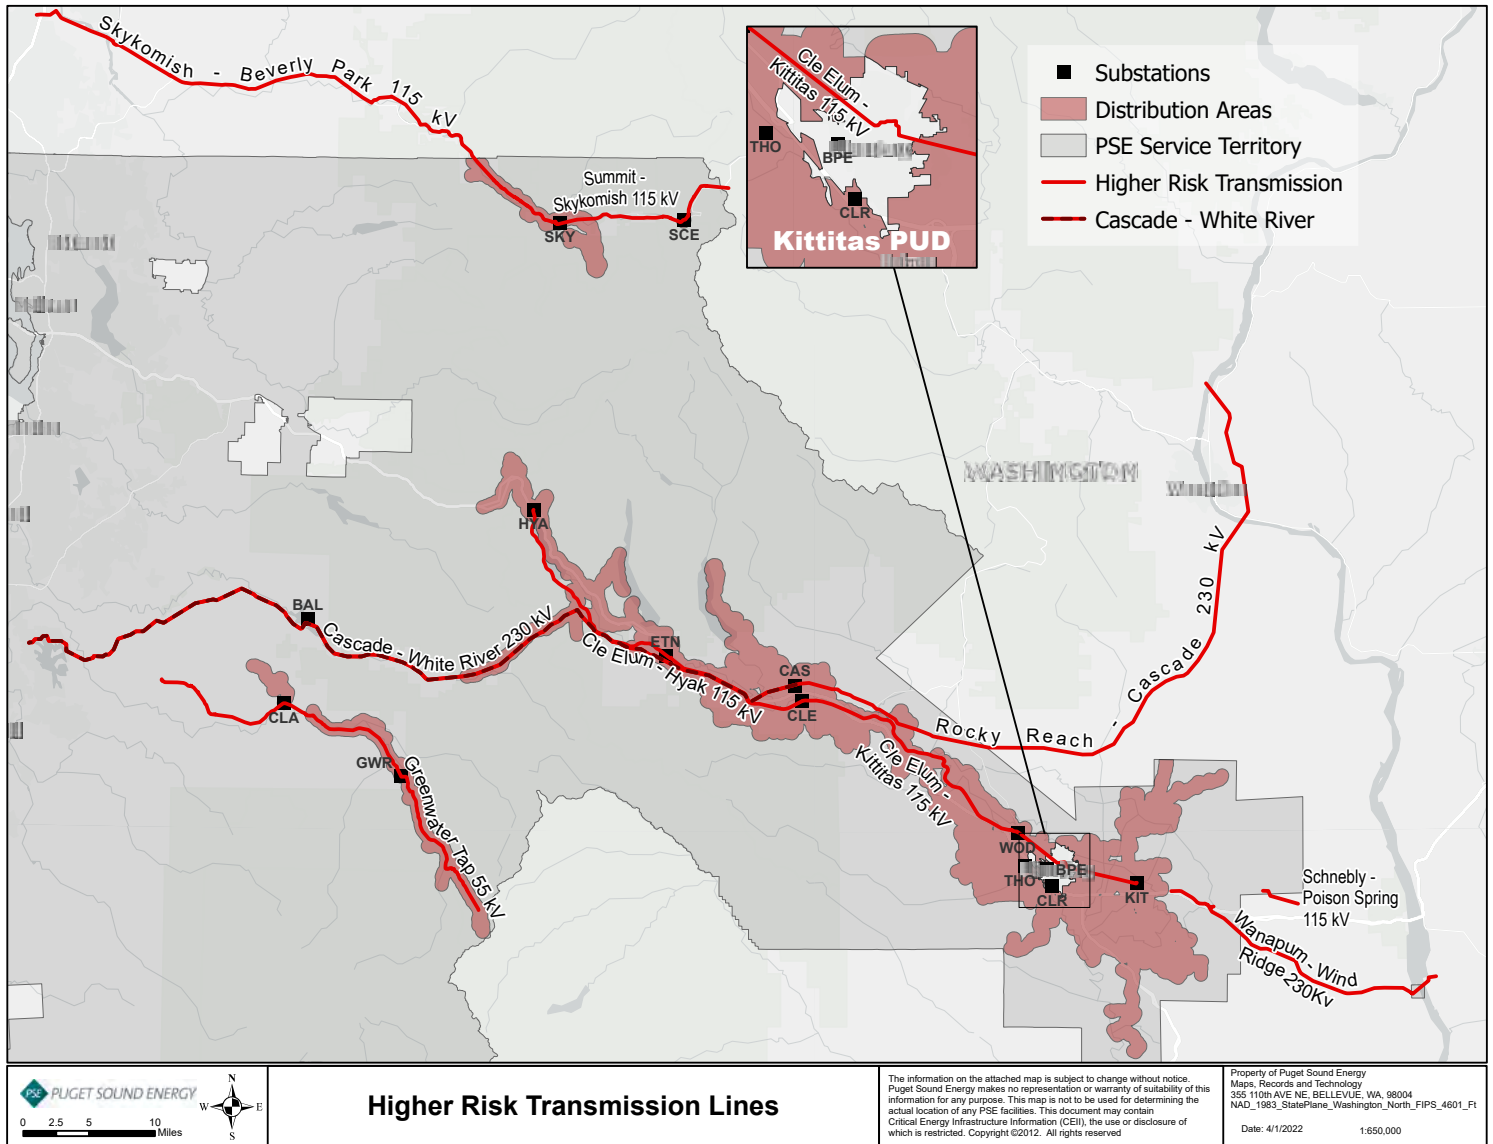 Skykomish - Beverly Park 115 kV
Summit -
Skykomish 115 kV
SKY
SCE
Cle Elum -
Kittitas 115 kV
THO
BPE
CLR
Kittitas PUD
Substations
Distribution Areas
PSE Service Territory
Higher Risk Transmission
Cascade - White River
WASHINGTON
HYA
BAL
Cascade - White River 230 kV
ETN
Cle Elum - Hyak 115 kV
CAS
CLE
CLA
GWR
Greenwater Tap 55 kV
Rocky Reach - Cascade 230 kV
Cle Elum -
Kittitas 115 kV
WOD
THO
BPE
CLR
KIT
Schnebly -
Poison Spring
115 kV
Wanapum - Wind
Ridge 230Kv
PSE PUGET SOUND ENERGY
0 2.5 5 10
Miles
N
W E
S
Higher Risk Transmission Lines
The information on the attached map is subject to change without notice.
Puget Sound Energy makes no representation or warranty of suitability of this
information for any purpose. This map is not to be used for determining the
actual location of any PSE facilities. This document may contain
Critical Energy Infrastructure Information (CEII), the use or disclosure of
which is restricted. Copyright ©2012. All rights reserved
Property of Puget Sound Energy
Maps, Records and Technology
355 110th AVE NE, BELLEVUE, WA, 98004
NAD_1983_StatePlane_Washington_North_FIPS_4601_Ft
Date: 4/1/2022 1:650,000